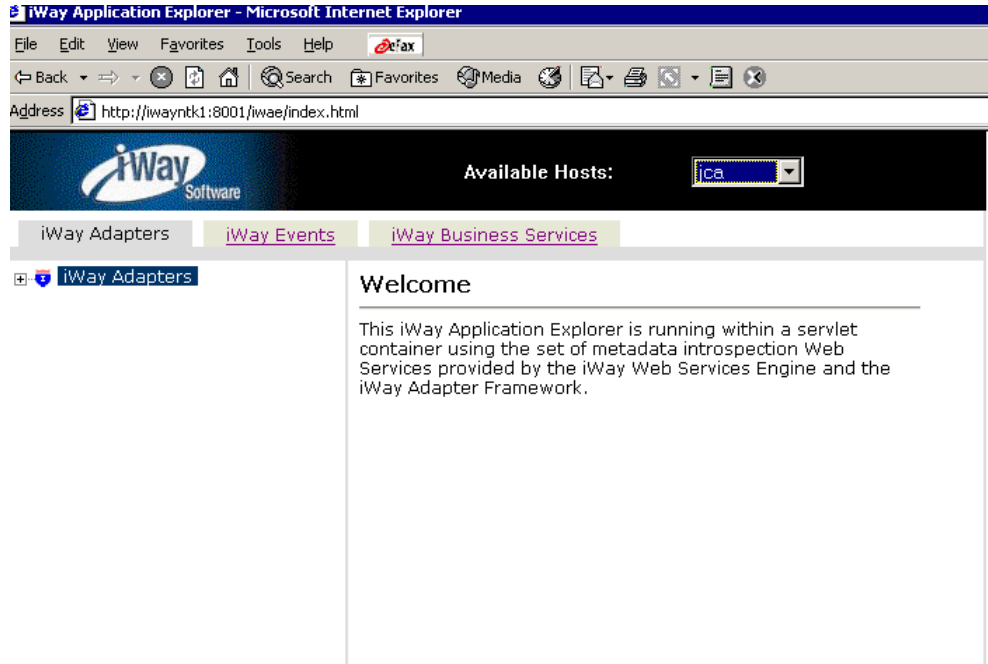 iWay Application Explorer - Microsoft Internet Explorer
File Edit View Favorites Tools Help eFax
Back Search Favorites Media
Address http://iwayntk1:8001/iwae/index.html
iWay Software
Available Hosts: jca
iWay Adapters iWay Events iWay Business Services
iWay Adapters
Welcome
This iWay Application Explorer is running within a servlet
container using the set of metadata introspection Web
Services provided by the iWay Web Services Engine and the
iWay Adapter Framework.